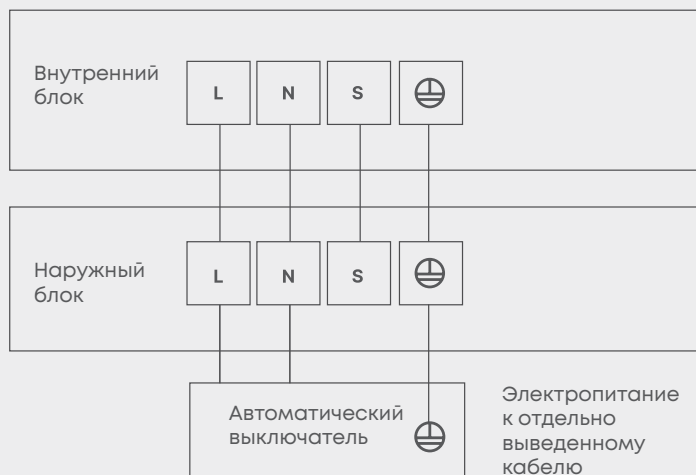 Внутренний
блок
L N S
Наружный
блок
L N S
Автоматический
выключатель
Электропитание
к отдельно
выведенному
кабелю